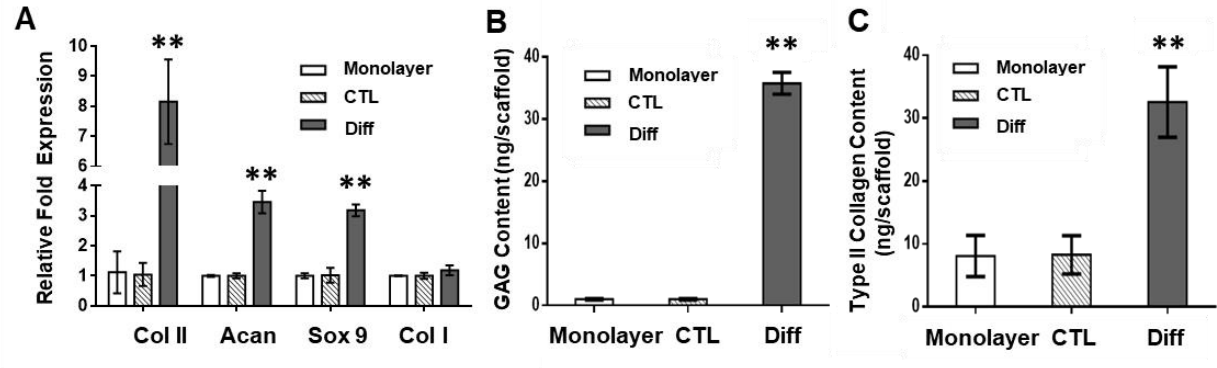 A
Relative Fold Expression
10
9
8
7
6
4
3
2
1
0
**
**
**
Monolayer
CTL
Diff
Col II Acan Sox 9 Col I
B
GAG Content (ng/scaffold)
40
30
20
10
0
**
Monolayer
CTL
Diff
Monolayer CTL Diff
C
Type II Collagen Content
(ng/scaffold)
40
30
20
10
0
**
Monolayer
CTL
Diff
Monolayer CTL Diff